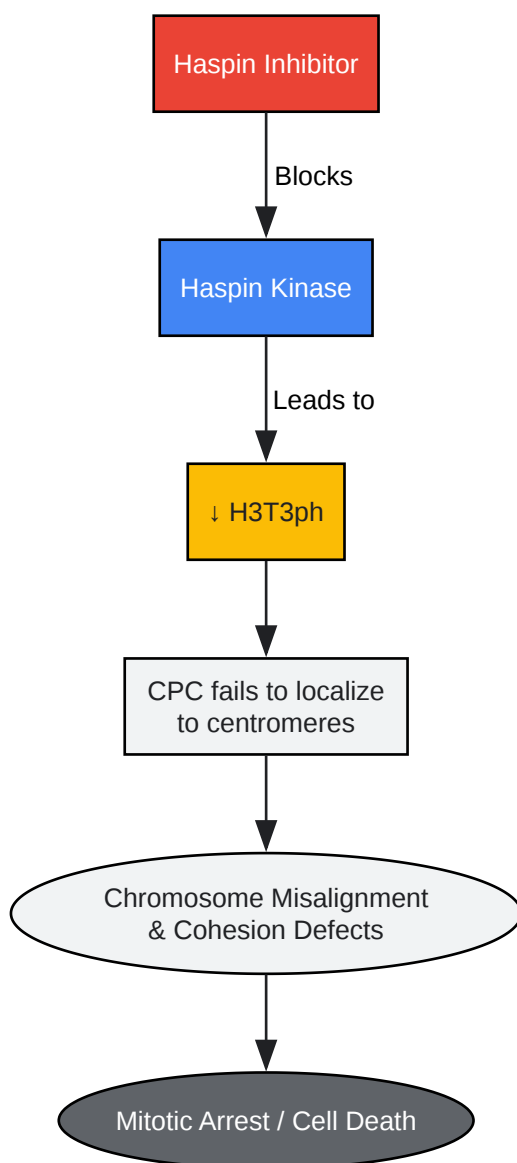 Haspin Inhibitor
Blocks
Haspin Kinase
Leads to
↓ H3T3ph
CPC fails to localize
to centromeres
Chromosome Misalignment
& Cohesion Defects
Mitotic Arrest / Cell Death